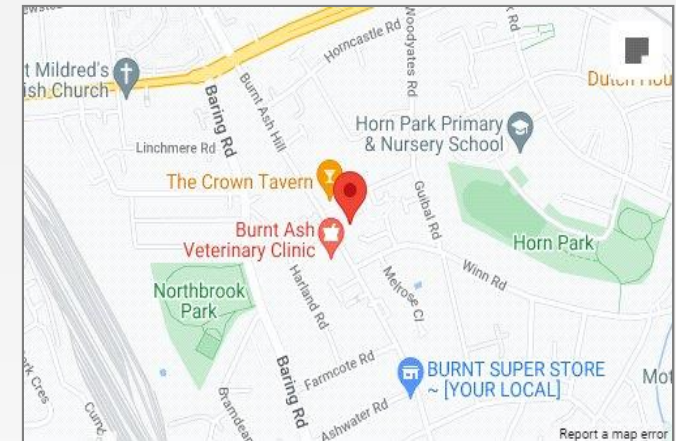 Horncastle Rd
Woodyates Rd
k Rd
t Mildred's
ish Church
Baring Rd
Burnt Ash Hill
Horn Park Primary
& Nursery School
Linchmere Rd
The Crown Tavern
Guibal Rd
Burnt Ash
Veterinary Clinic
Horn Park
Winn Rd
Melrose Cl
Harland Rd
Northbrook
Park
Farmcote Rd
BURNT SUPER STORE
~ [YOUR LOCAL]
Baring Rd
Mot
Ashwater Rd
Report a map error